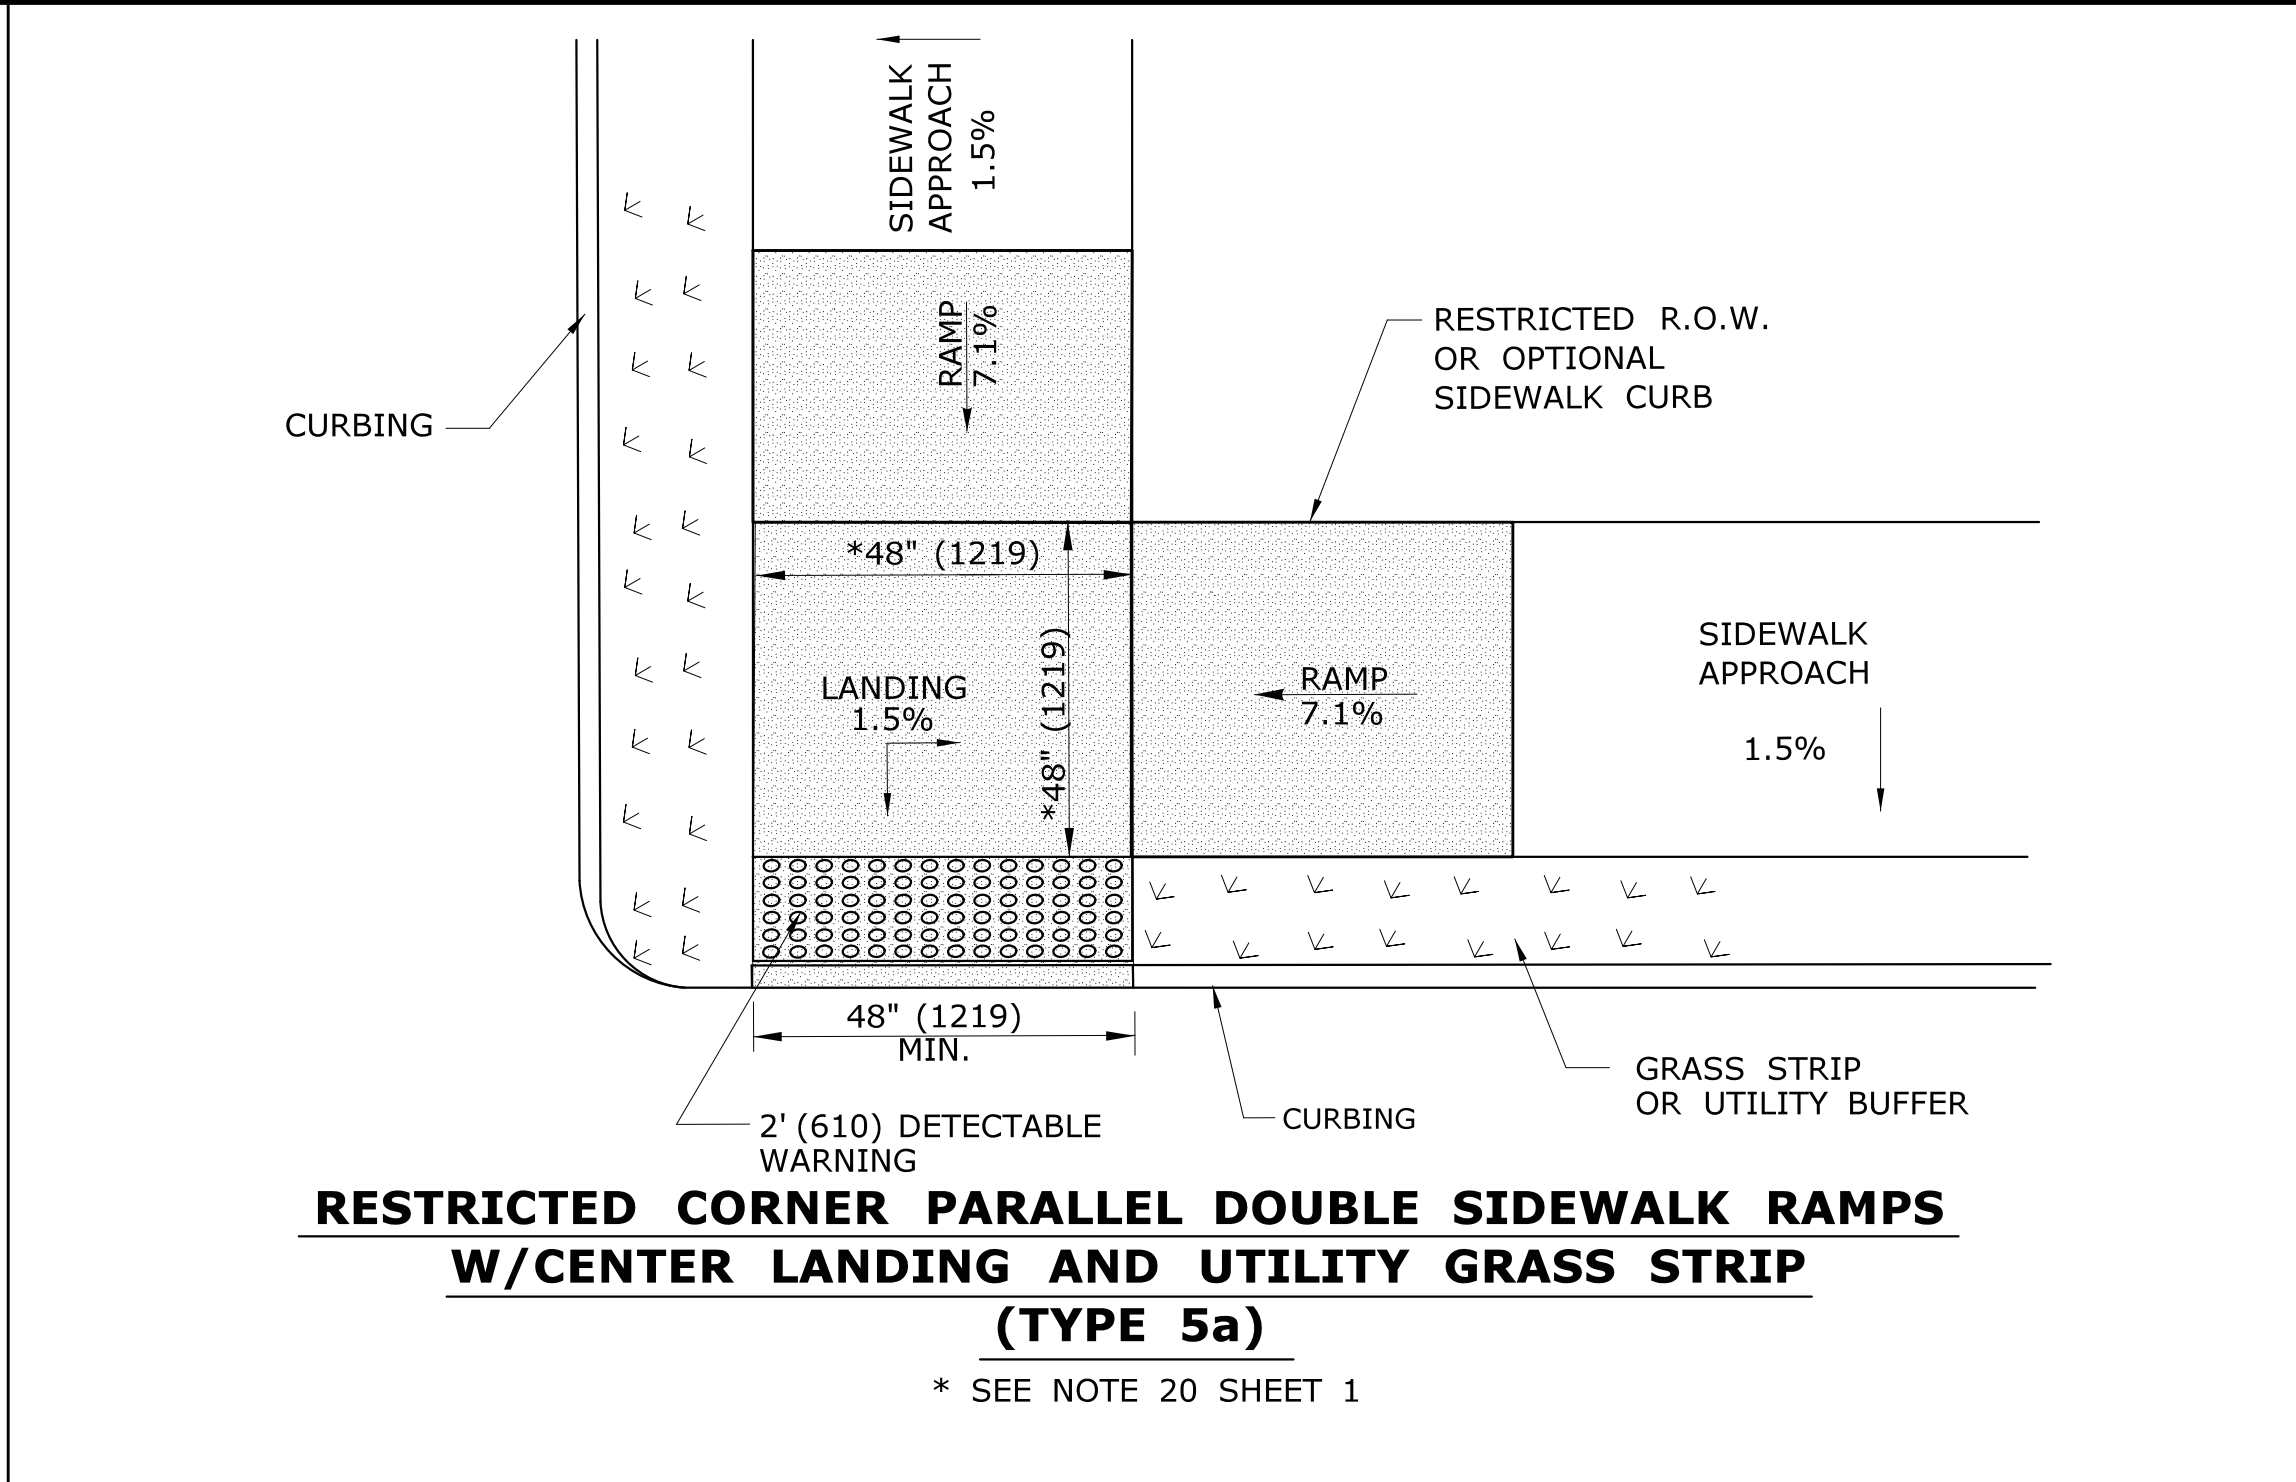 SIDEWALK
APPROACH
1.5%
RAMP
7.1%
RESTRICTED R.O.W.
OR OPTIONAL
SIDEWALK CURB
CURBING
*48" (1219)
*48" (1219)
LANDING
1.5%
RAMP
7.1%
SIDEWALK
APPROACH
1.5%
48" (1219)
MIN.
GRASS STRIP
OR UTILITY BUFFER
CURBING
2' (610) DETECTABLE
WARNING
RESTRICTED CORNER PARALLEL DOUBLE SIDEWALK RAMPS
W/CENTER LANDING AND UTILITY GRASS STRIP
(TYPE 5a)
* SEE NOTE 20 SHEET 1